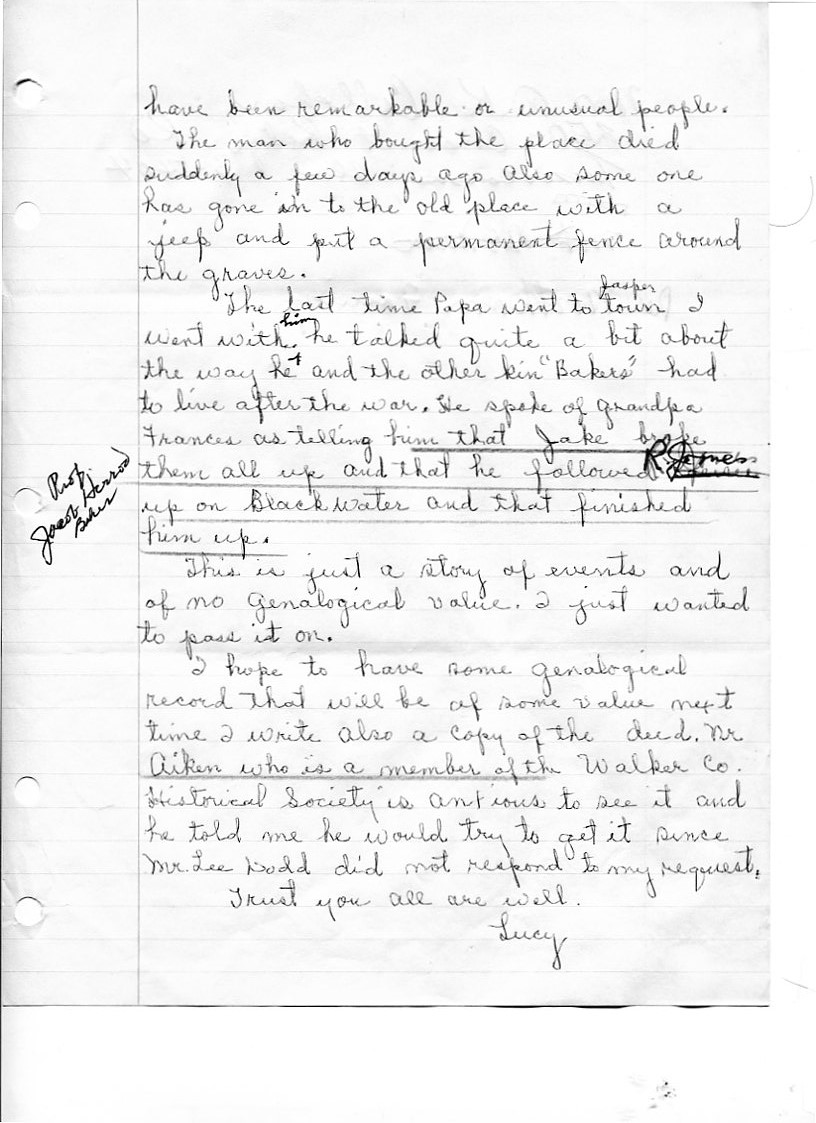 have been remarkable or unusual people.
The man who bought the place died
suddenly a few days ago also some one
has gone in to the old place with a
jeep and put a permanent fence around
the graves.
Jasper
The last time Papa went to town I
him
went with he talked quite a bit about
the way he and the other kin "Bakers" had
to live after the war. He spoke of grandpa
Frances as telling him that Jake broke
them all up and that he followed R. Jones
up on Blackwater and that finished
him up.
Jacob
Baker
This is just a story of events and
of no Genalogical value. I just wanted
to pass it on.
I hope to have some genalogical
record that will be of some value next
time I write also a copy of the deed. Mr
Aiken who is a member of the Walker Co.
Historical Society is antious to see it and
he told me he would try to get it since
Mr. Lee Dodd did not respond to my request.
Trust you all are well.
Lucy